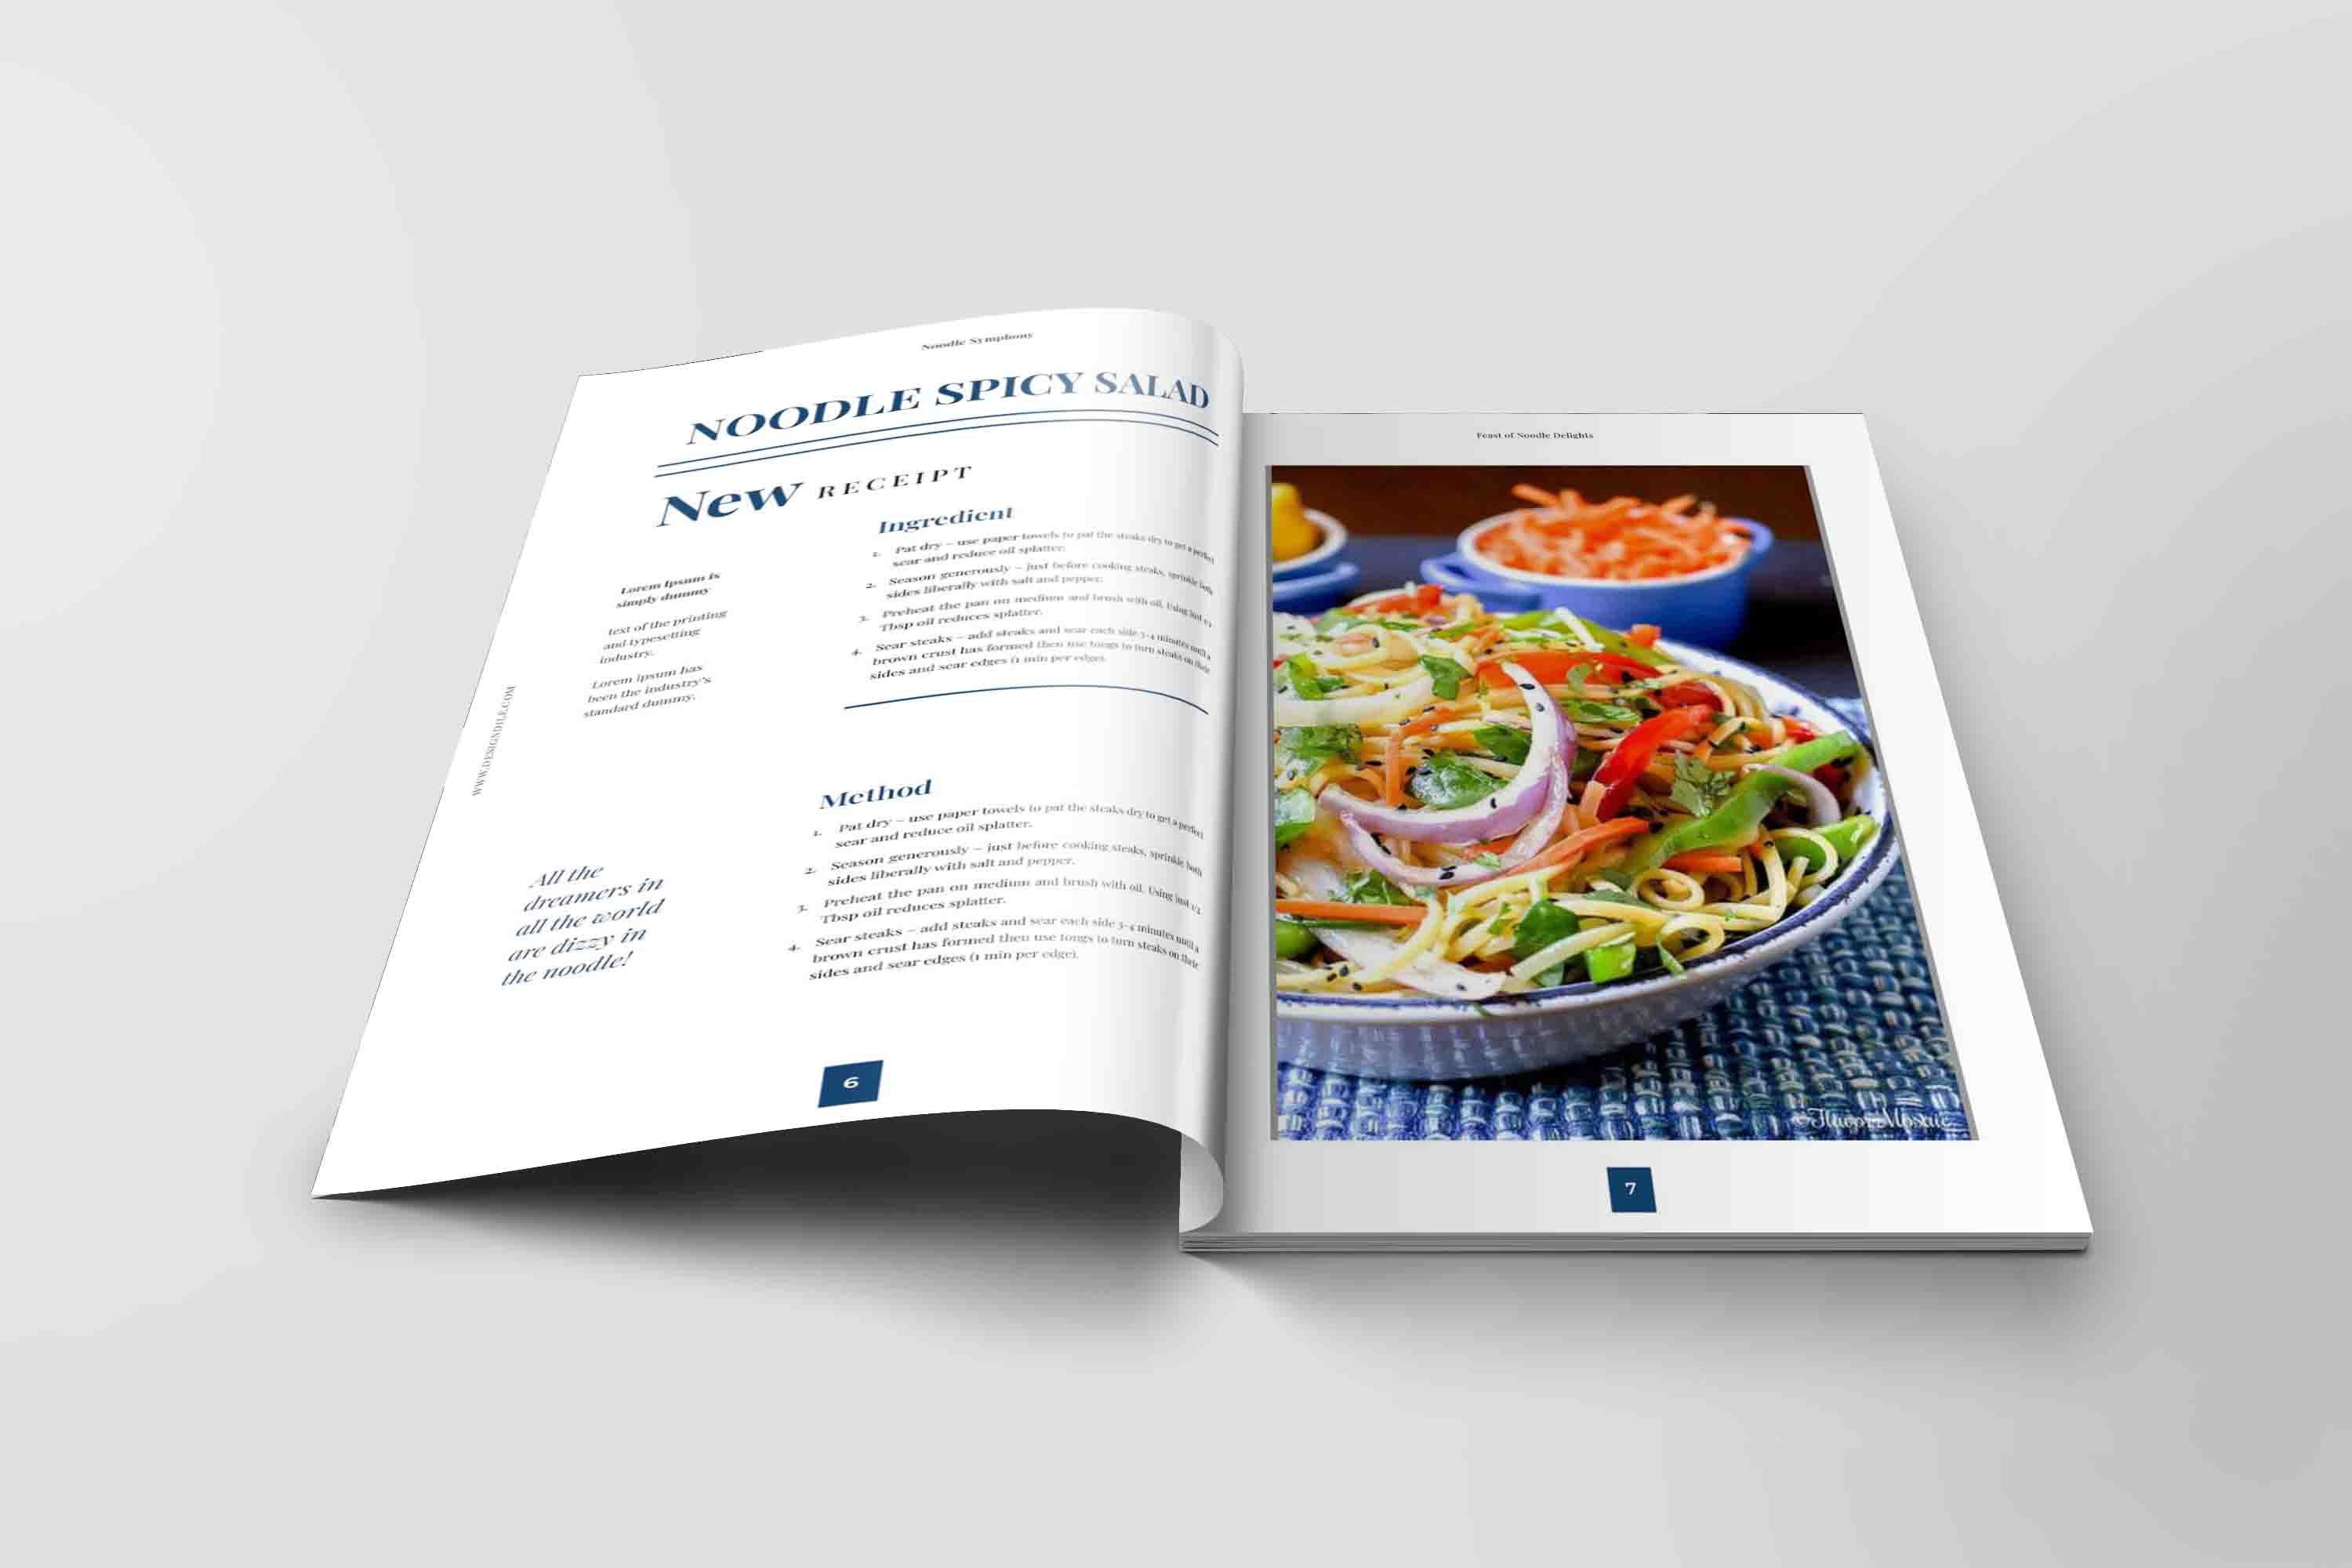 Noodle Symphony
NOODLE SPICY SALAD
New RECEIPT
Lorem Ipsum is
simply dummy
text of the printing
and typesetting
industry.
Lorem ipsum has
been the industry's
standard dummy.
WWW.DESIGNDILE.COM
All the
dreamers in
all the world
are dizzy in
the noodle!
Ingredient
1. Pat dry – use paper towels to pat the steaks dry to get a perfect
sear and reduce oil splatter.
2. Season generously – just before cooking steaks, sprinkle both
sides liberally with salt and pepper.
3. Preheat the pan on medium and brush with oil. Using just 1/2
Tbsp oil reduces splatter.
4. Sear steaks – add steaks and sear each side 3-4 minutes until a
brown crust has formed then use tongs to turn steaks on their
sides and sear edges (1 min per edge).
Method
1. Pat dry – use paper towels to pat the steaks dry to get a perfect
sear and reduce oil splatter.
2. Season generously – just before cooking steaks, sprinkle both
sides liberally with salt and pepper.
3. Preheat the pan on medium and brush with oil. Using just 1/2
Tbsp oil reduces splatter.
4. Sear steaks – add steaks and sear each side 3-4 minutes until a
brown crust has formed then use tongs to turn steaks on their
sides and sear edges (1 min per edge).
6
Feast of Noodle Delights
©FlavorMosaic
7